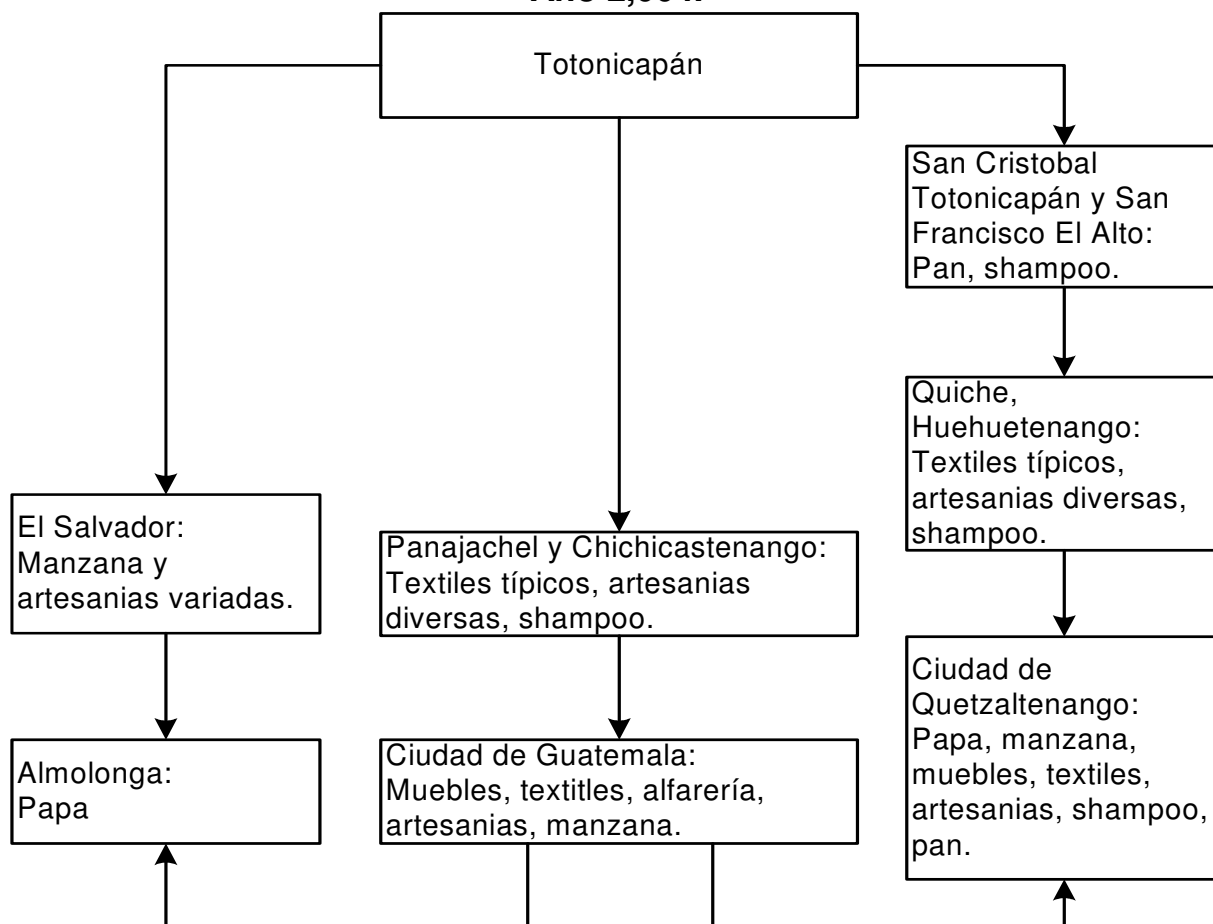 Totonicapán
San Cristobal
Totonicapán y San
Francisco El Alto:
Pan, shampoo.
Quiche,
Huehuetenango:
Textiles típicos,
artesanias diversas,
shampoo.
El Salvador:
Manzana y
artesanias variadas.
Panajachel y Chichicastenango:
Textiles típicos, artesanias
diversas, shampoo.
Ciudad de
Quetzaltenango:
Papa, manzana,
muebles, textiles,
artesanias, shampoo,
pan.
Almolonga:
Papa
Ciudad de Guatemala:
Muebles, textitles, alfarería,
artesanias, manzana.